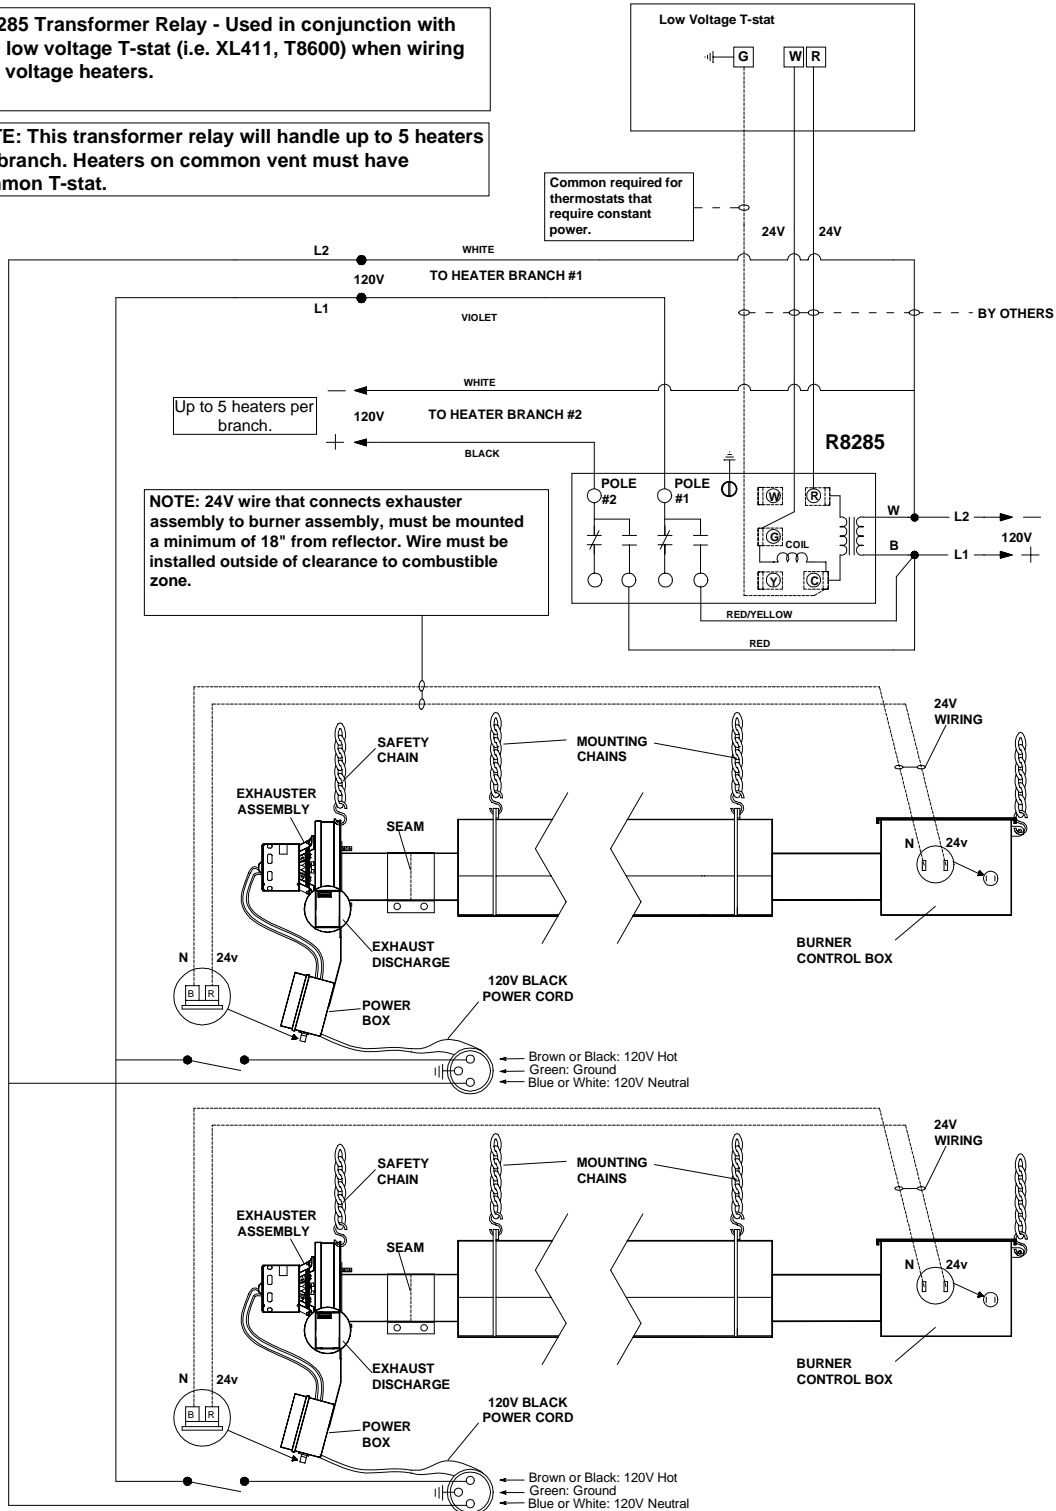 285 Transformer Relay - Used in conjunction with
low voltage T-stat (i.e. XL411, T8600) when wiring
voltage heaters.
TE: This transformer relay will handle up to 5 heaters
branch. Heaters on common vent must have
mmon T-stat.
Low Voltage T-stat
G W R
Common required for
thermostats that
require constant
power.
24V 24V
L2 WHITE
120V TO HEATER BRANCH #1
L1
VIOLET
BY OTHERS
WHITE
Up to 5 heaters per
branch.
120V TO HEATER BRANCH #2
BLACK
R8285
POLE
#2
POLE
#1
W R
G
COIL
Y C
W L2
120V
B L1
RED/YELLOW
RED
NOTE: 24V wire that connects exhauster
assembly to burner assembly, must be mounted
a minimum of 18" from reflector. Wire must be
installed outside of clearance to combustible
zone.
24V
WIRING
SAFETY
CHAIN
MOUNTING
CHAINS
EXHAUSTER
ASSEMBLY
SEAM
N 24v
EXHAUST
DISCHARGE
BURNER
CONTROL BOX
N 24v
B R
120V BLACK
POWER CORD
POWER
BOX
Brown or Black: 120V Hot
Green: Ground
Blue or White: 120V Neutral
24V
WIRING
SAFETY
CHAIN
MOUNTING
CHAINS
EXHAUSTER
ASSEMBLY
SEAM
N 24v
EXHAUST
DISCHARGE
BURNER
CONTROL BOX
N 24v
B R
120V BLACK
POWER CORD
POWER
BOX
Brown or Black: 120V Hot
Green: Ground
Blue or White: 120V Neutral